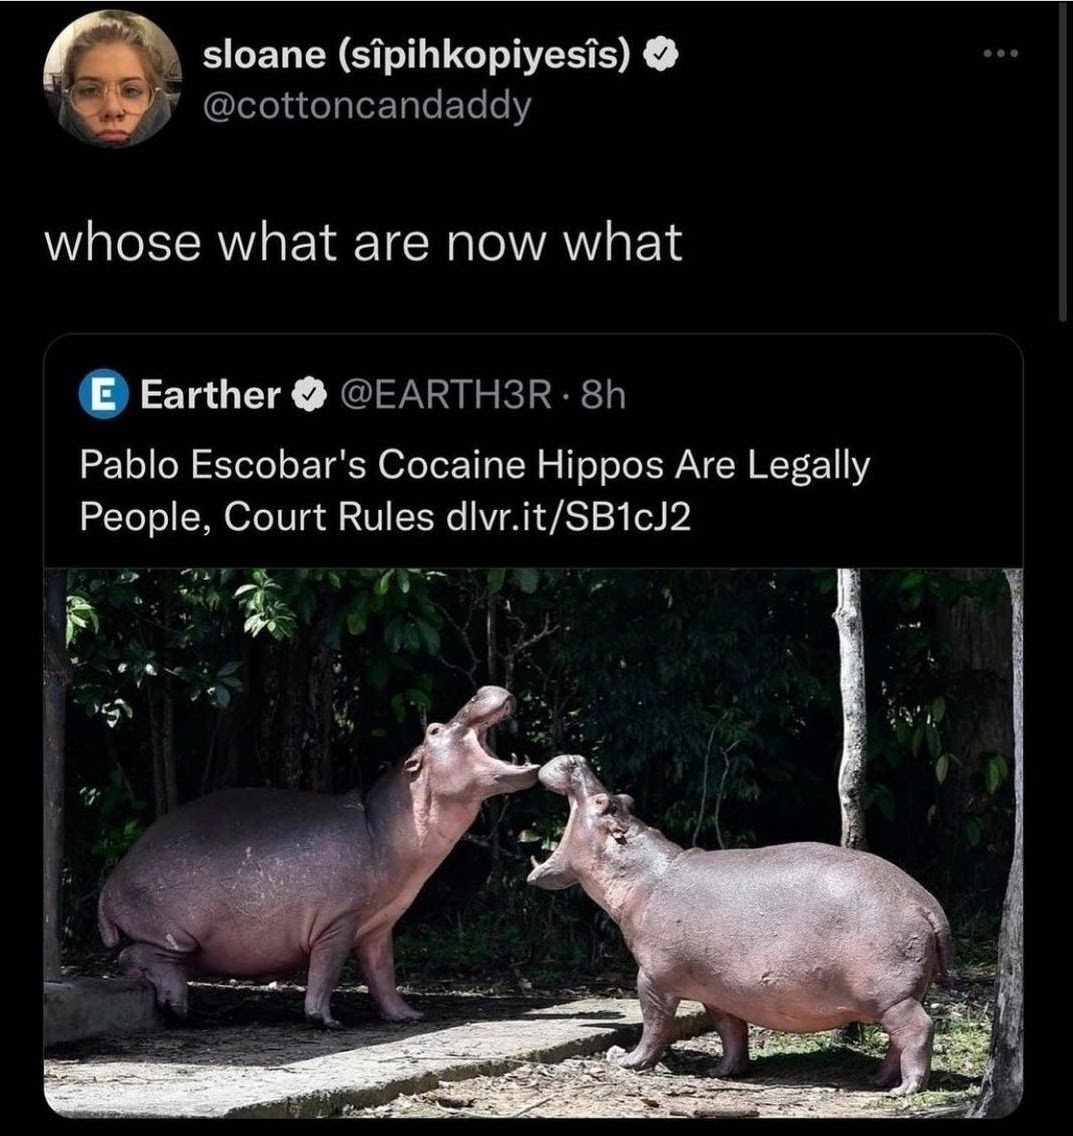 sloane (sîpihkopiyesîs)
@cottoncandaddy
whose what are now what
E Earther @EARTH3R · 8h
Pablo Escobar's Cocaine Hippos Are Legally
People, Court Rules dlvr.it/SB1cJ2